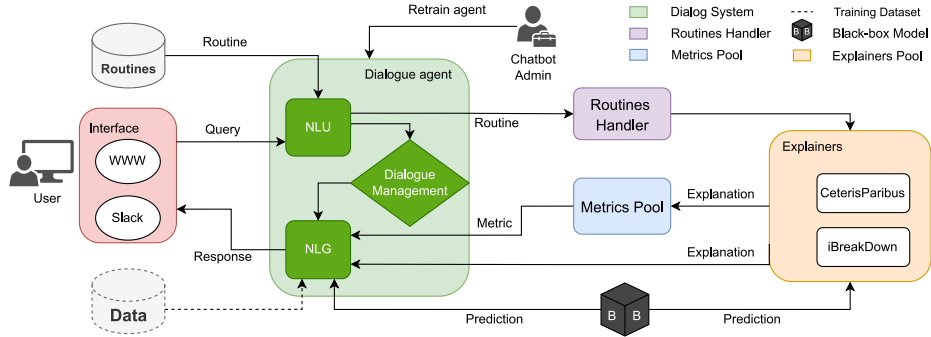 Retrain agent
Chatbot
Admin
Dialog System
Routines Handler
Metrics Pool
Training Dataset
B B
Black-box Model
Explainers Pool
Routines
Routine
Dialogue agent
Interface
WWW
Slack
User
Query
Response
NLU
Dialogue
Management
NLG
Routine
Routines
Handler
Explainers
CeterisParibus
iBreakDown
Explanation
Metrics Pool
Metric
Explanation
Data
Prediction
B B
Prediction